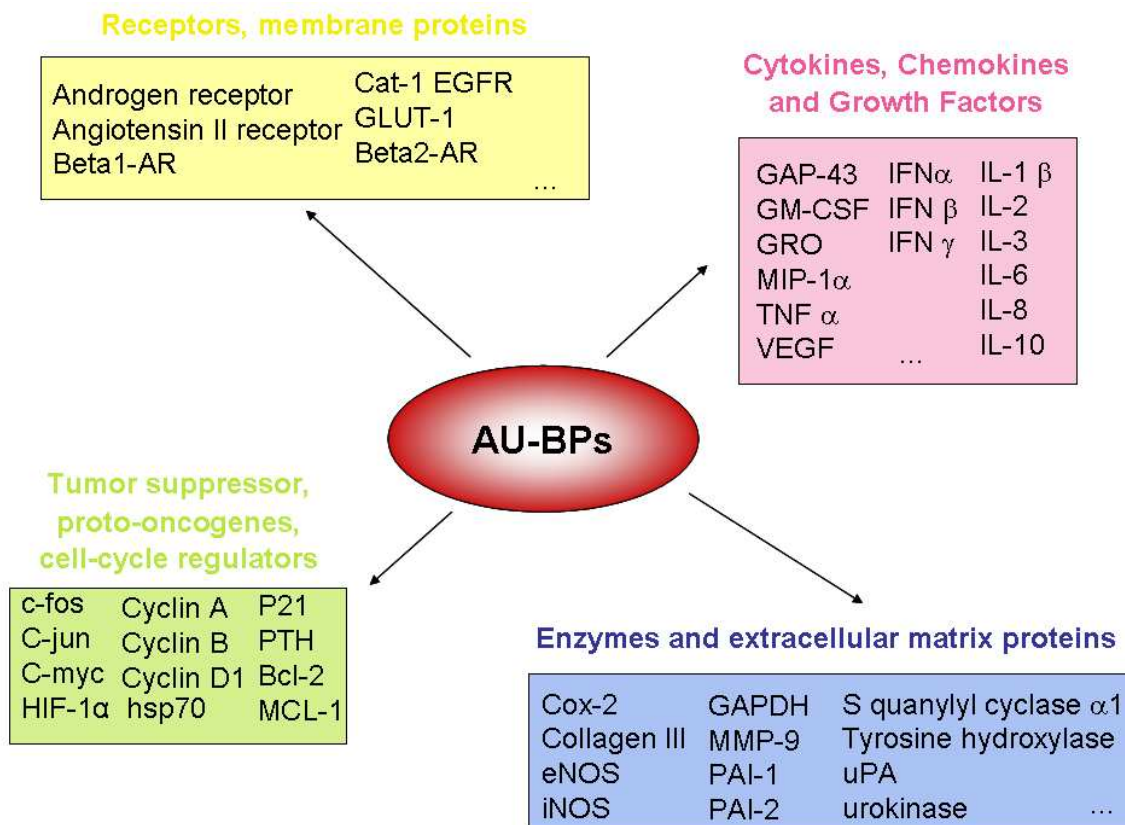 Receptors, membrane proteins
Androgen receptor
Angiotensin II receptor
Beta1-AR
Cat-1 EGFR
GLUT-1
Beta2-AR
...
Cytokines, Chemokines
and Growth Factors
GAP-43
GM-CSF
GRO
MIP-1α
TNF α
VEGF
IFNα
IFN β
IFN γ
...
IL-1 β
IL-2
IL-3
IL-6
IL-8
IL-10
AU-BPs
Tumor suppressor,
proto-oncogenes,
cell-cycle regulators
c-fos
C-jun
C-myc
HIF-1α
Cyclin A
Cyclin B
Cyclin D1
hsp70
P21
PTH
Bcl-2
MCL-1
Enzymes and extracellular matrix proteins
Cox-2
Collagen III
eNOS
iNOS
GAPDH
MMP-9
PAI-1
PAI-2
S quanylyl cyclase α1
Tyrosine hydroxylase
uPA
urokinase
...